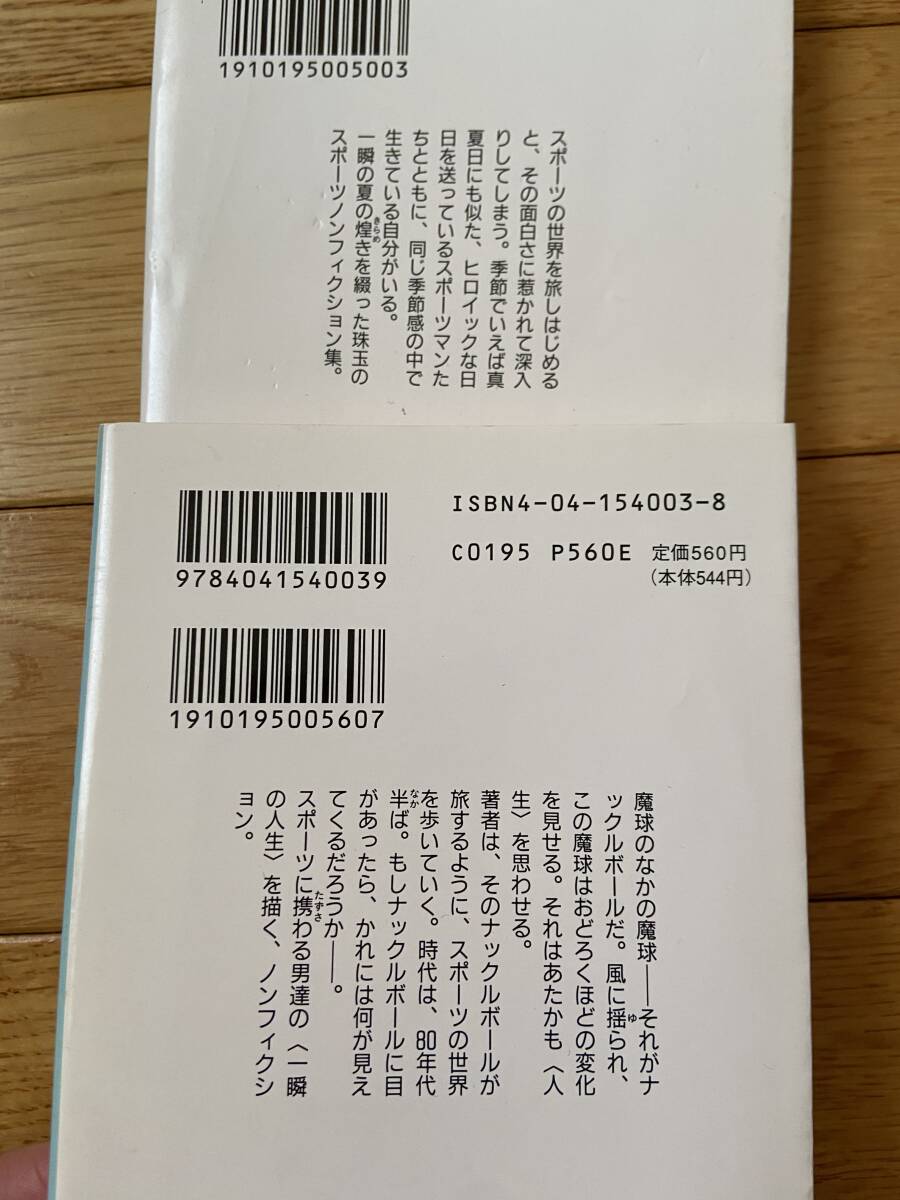 1910195005003
スポーツの世界を旅しはじめる
と、その面白さに惹かれて深入
りしてしまう。季節でいえば真
夏日にも似た、ヒロイックな日
日を送っているスポーツマンた
ちとともに、同じ季節感の中で
生きている自分がいる。
一瞬の夏の煌きを綴った珠玉の
きらめ
スポーツノンフィクション集。
ISBN4-04-154003-8
C0195 P560E 定価560円
(本体544円)
9784041540039
1910195005607
魔球のなかの魔球——それがナ
ックルボールだ。風に揺られ、
ゆ
この魔球はおどろくほどの変化
を見せる。それはあたかも〈人
生〉を思わせる。
著者は、そのナックルボールが
旅するように、スポーツの世界
を歩いていく。時代は、80年代
半ば。もしナックルボールに目
なか
があったら、かれには何が見え
てくるだろうか——。
スポーツに携わる男達の〈一瞬
たずさ
の人生〉を描く、ノンフィクシ
ョン。